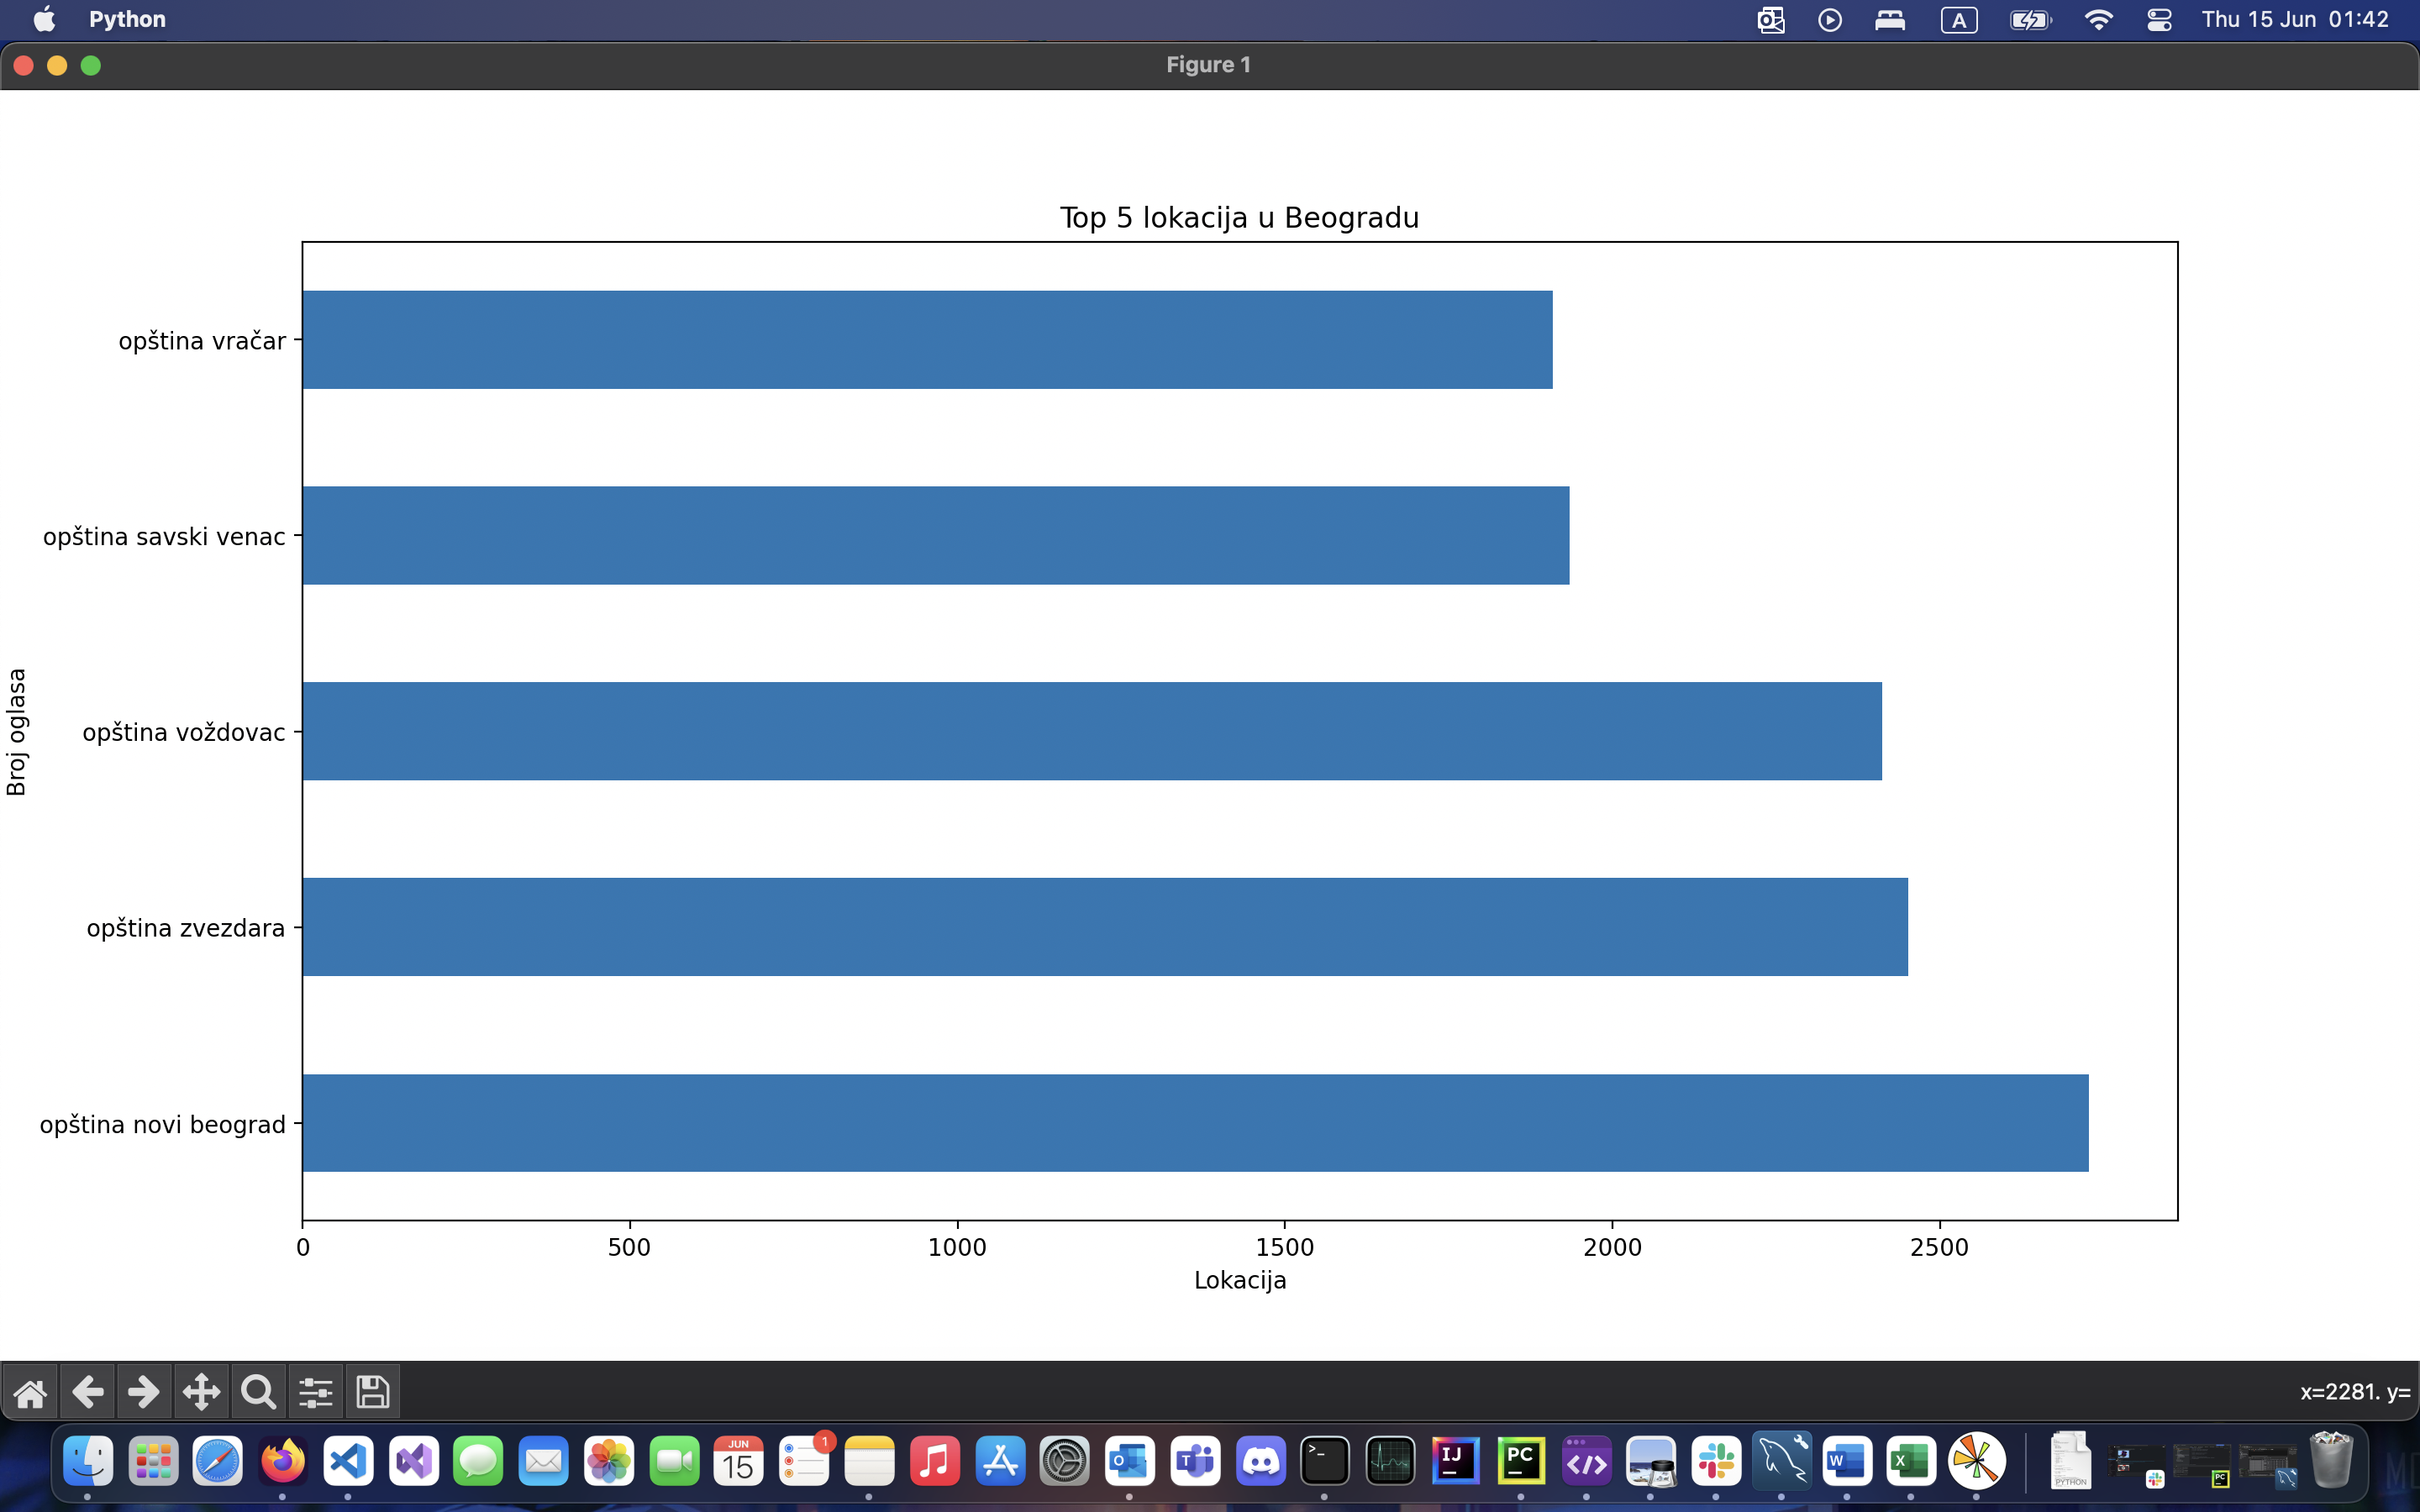 Python
A
Thu 15 Jun 01:42
Figure 1
Top 5 lokacija u Beogradu
opština vračar
opština savski venac
opština voždovac
opština zvezdara
opština novi beograd
Broj oglasa
0 500 1000 1500 2000 2500
Lokacija
x=2281. y=
JUN
15
1
>_
IJ
PC
</>
O
T
W
X
PYTHON
PC